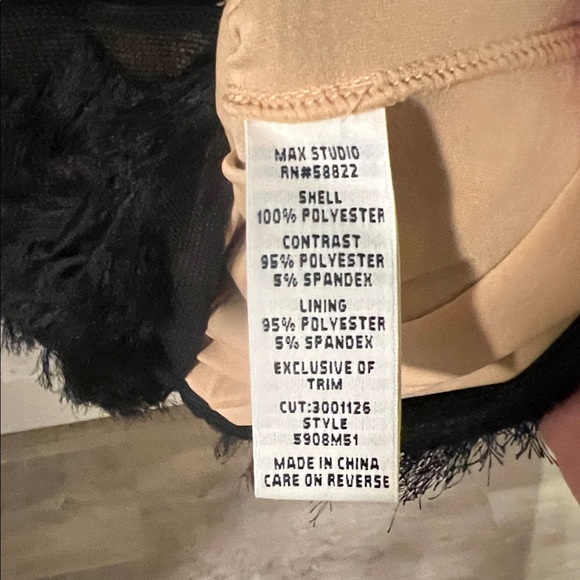 MAX STUDIO
RN#58822
SHELL
100% POLYESTER
CONTRAST
95% POLYESTER
5% SPANDEX
LINING
95% POLYESTER
5% SPANDEX
EXCLUSIVE OF
TRIM
CUT:3001126
STYLE
5908M51
MADE IN CHINA
CARE ON REVERSE